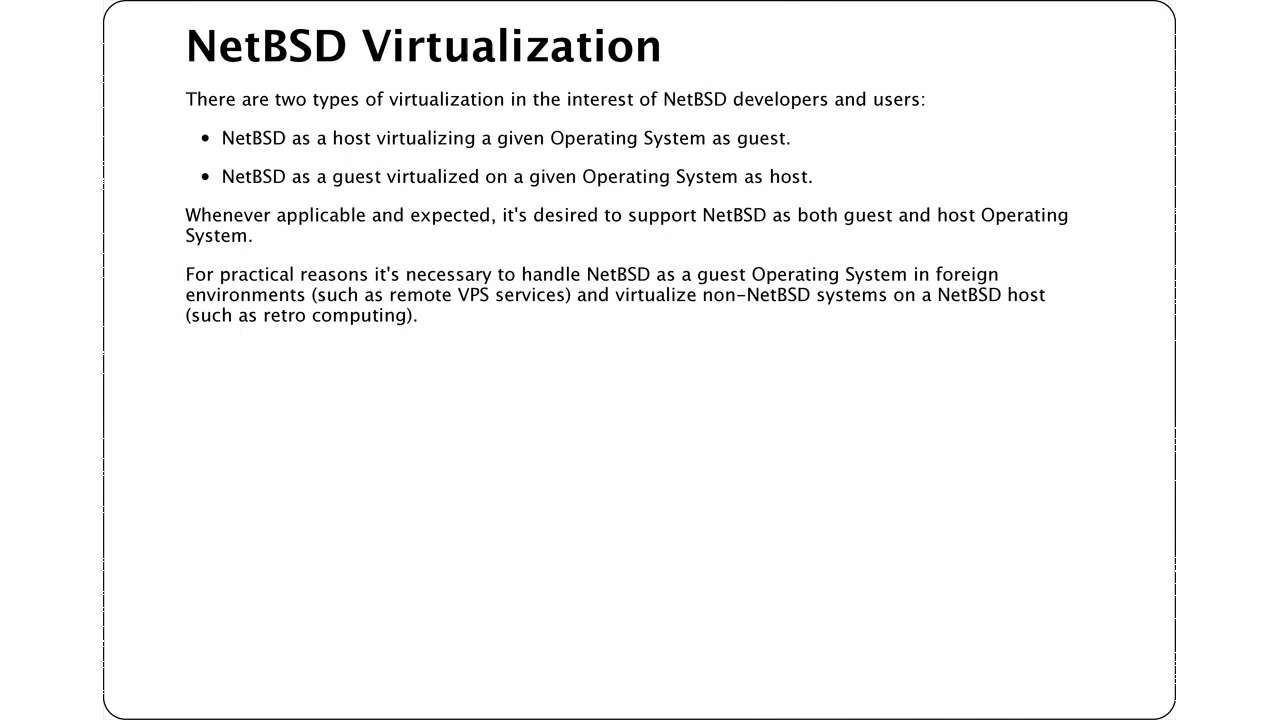 NetBSD Virtualization
There are two types of virtualization in the interest of NetBSD developers and users:
• NetBSD as a host virtualizing a given Operating System as guest.
• NetBSD as a guest virtualized on a given Operating System as host.
Whenever applicable and expected, it's desired to support NetBSD as both guest and host Operating
System.
For practical reasons it's necessary to handle NetBSD as a guest Operating System in foreign
environments (such as remote VPS services) and virtualize non-NetBSD systems on a NetBSD host
(such as retro computing).